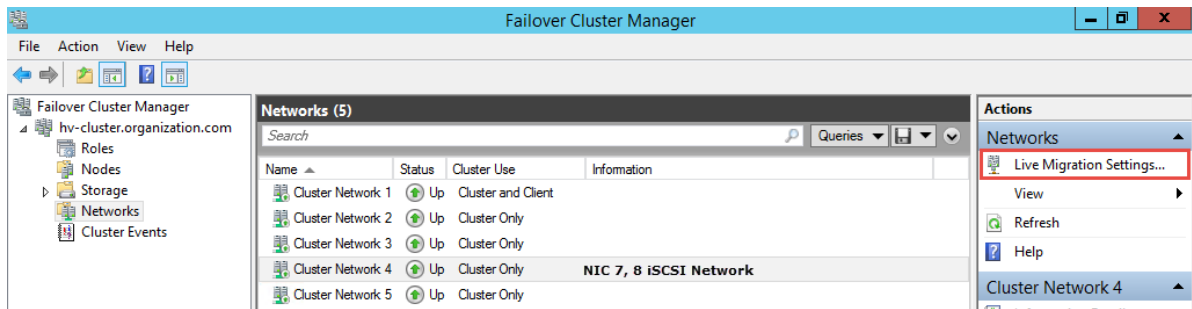 Failover Cluster Manager
File Action View Help
Failover Cluster Manager
hv-cluster.organization.com
Roles
Nodes
Storage
Networks
Cluster Events
Networks (5)
Search Queries
Name Status Cluster Use Information
Cluster Network 1 Up Cluster and Client
Cluster Network 2 Up Cluster Only
Cluster Network 3 Up Cluster Only
Cluster Network 4 Up Cluster Only NIC 7, 8 iSCSI Network
Cluster Network 5 Up Cluster Only
Actions
Networks
Live Migration Settings...
View
Refresh
Help
Cluster Network 4